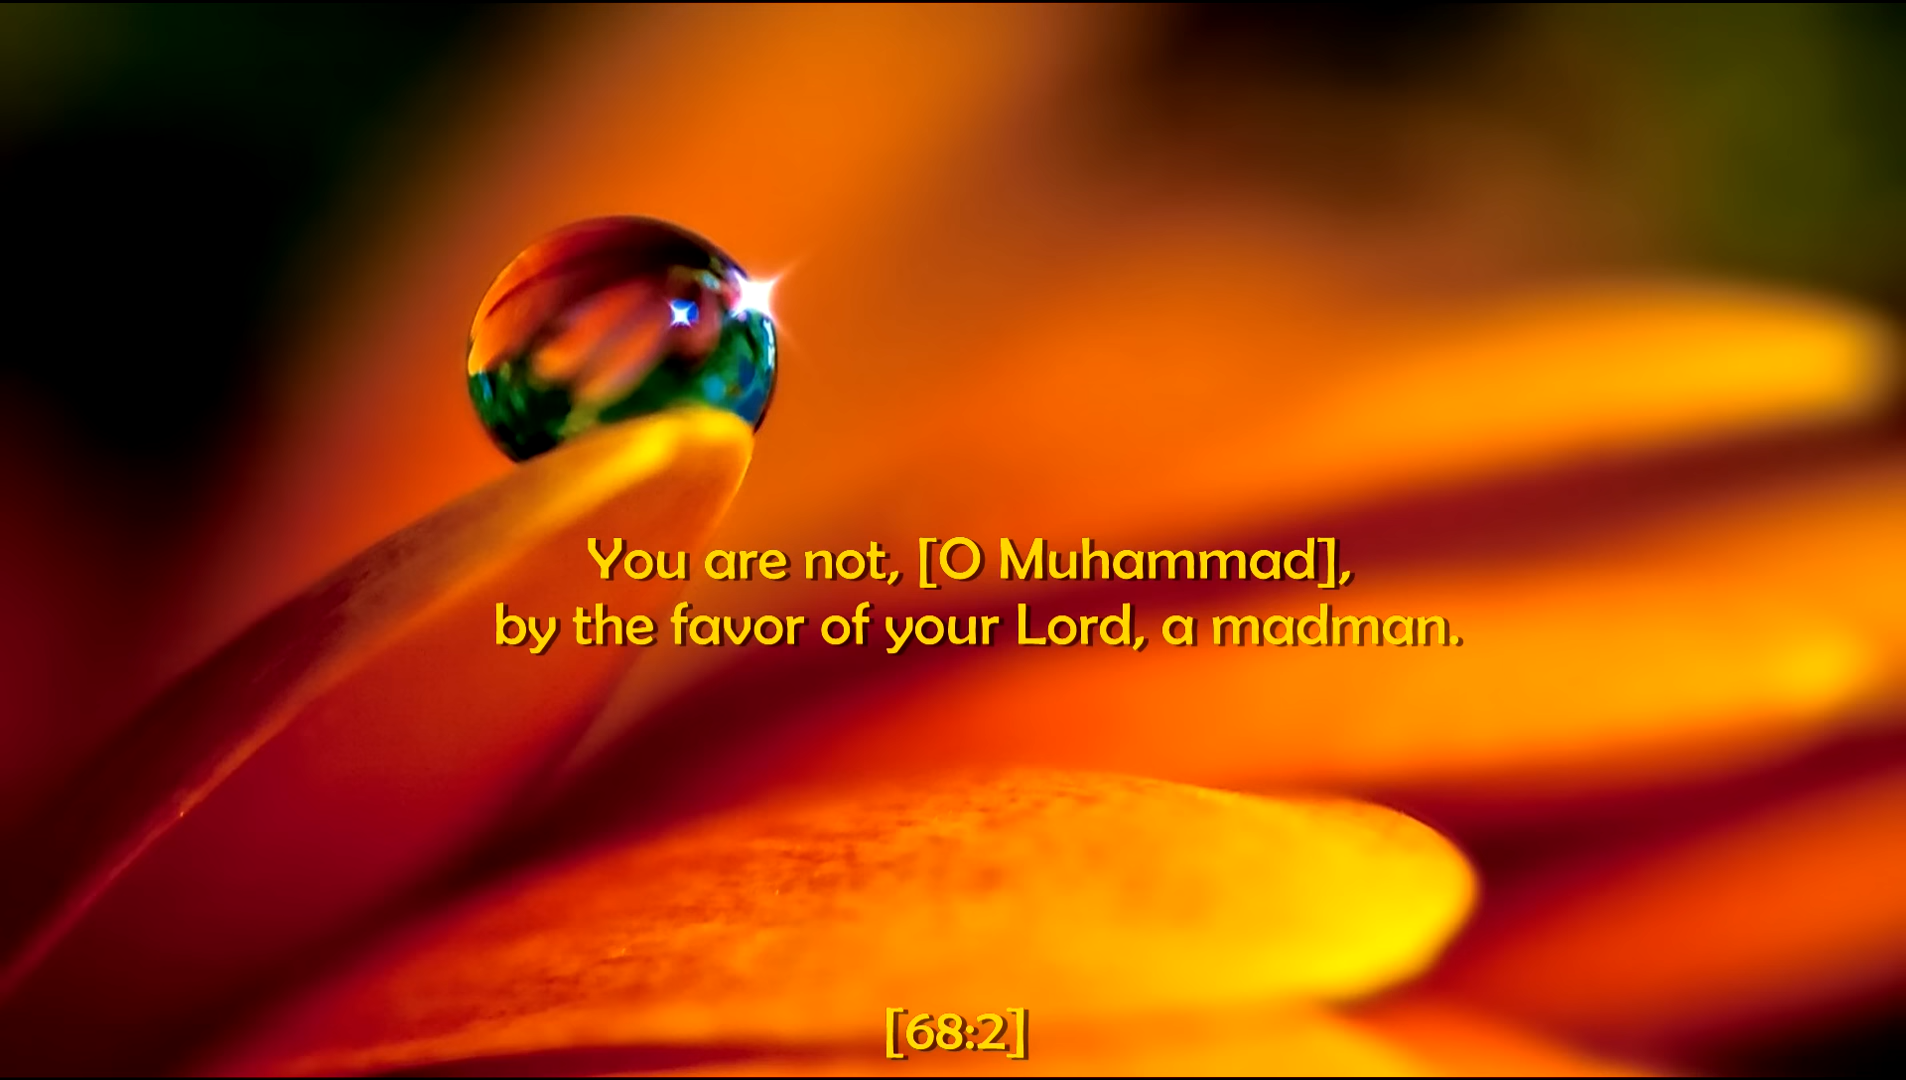 You are not, [O Muhammad],
by the favor of your Lord, a madman.
[68:2]